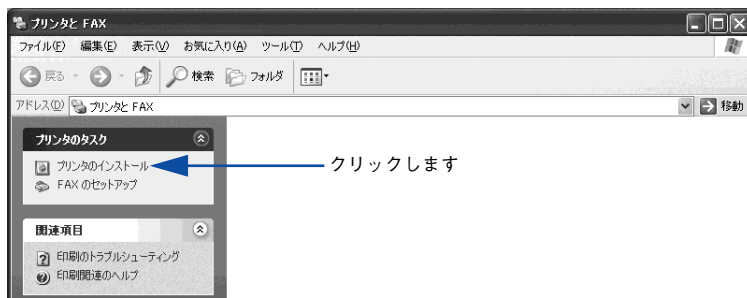 プリンタと FAX
ファイル(F) 編集(E) 表示(V) お気に入り(A) ツール(T) ヘルプ(H)
戻る 検索 フォルダ
アドレス(D) プリンタと FAX 移動
プリンタのタスク
プリンタのインストール クリックします
FAX のセットアップ
関連項目
印刷のトラブルシューティング
印刷関連のヘルプ